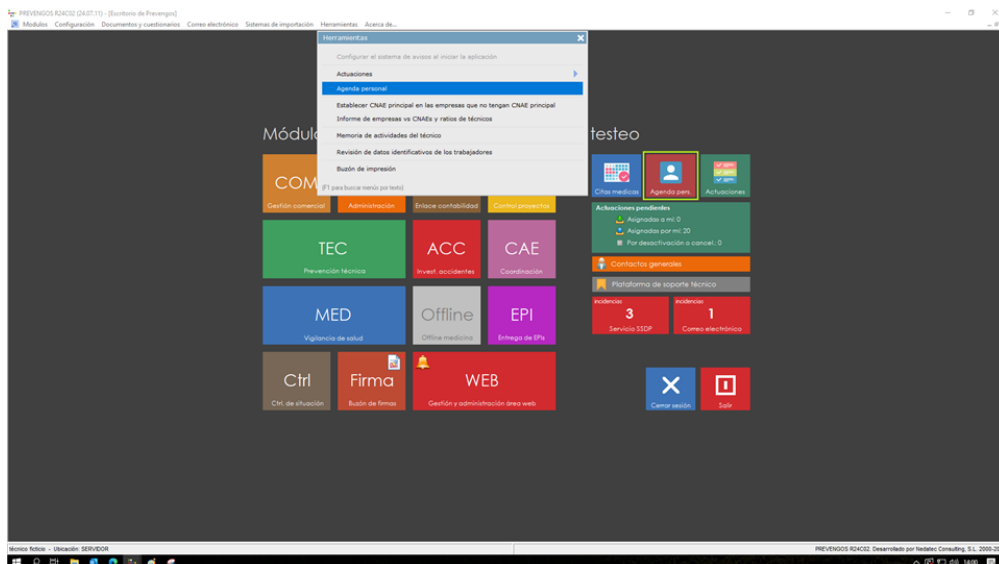 PREVENGOS R24C02 (24.07.11) - [Escritorio de Prevengos]
Modulos Configuración Documentos y cuestionarios Correo electrónico Sistemas de importación Herramientas Acerca de...
Herramientas
Configurar el sistema de avisos al iniciar la aplicación
Actuaciones
Agenda personal
Establecer CNAE principal en las empresas que no tengan CNAE principal
Informe de empresas vs CNAEs y ratios de técnicos
Memoria de actividades del técnico
Revisión de datos identificativos de los trabajadores
Buzón de impresión
(F1 para buscar menús por texto)
Módulo
testeo
COM
Gestión comercial
Administración
Enlace contabilidad
Control proyectos
Citas medicas
Agenda pers.
Actuaciones
Actuaciones pendientes
Asignadas a mi: 0
Asignadas por mi: 20
Por desactivación o cancel.: 0
TEC
Prevención técnica
ACC
Invest. accidentes
CAE
Coordinación
Contactos generales
Plataforma de soporte técnico
MED
Vigilancia de salud
Offline
Offline medicina
EPI
Entrega de EPIs
incidencias
3
Servicio SSDP
incidencias
1
Correo electrónico
Ctrl
Ctrl. de situación
Firma
Buzón de firmas
WEB
Gestión y administración área web
Cerrar sesión
Salir
técnico ficticio - Ubicación: SERVIDOR
PREVENGOS R24C02. Desarrollado por Nedatec Consulting, S.L. 2000-20
14:00